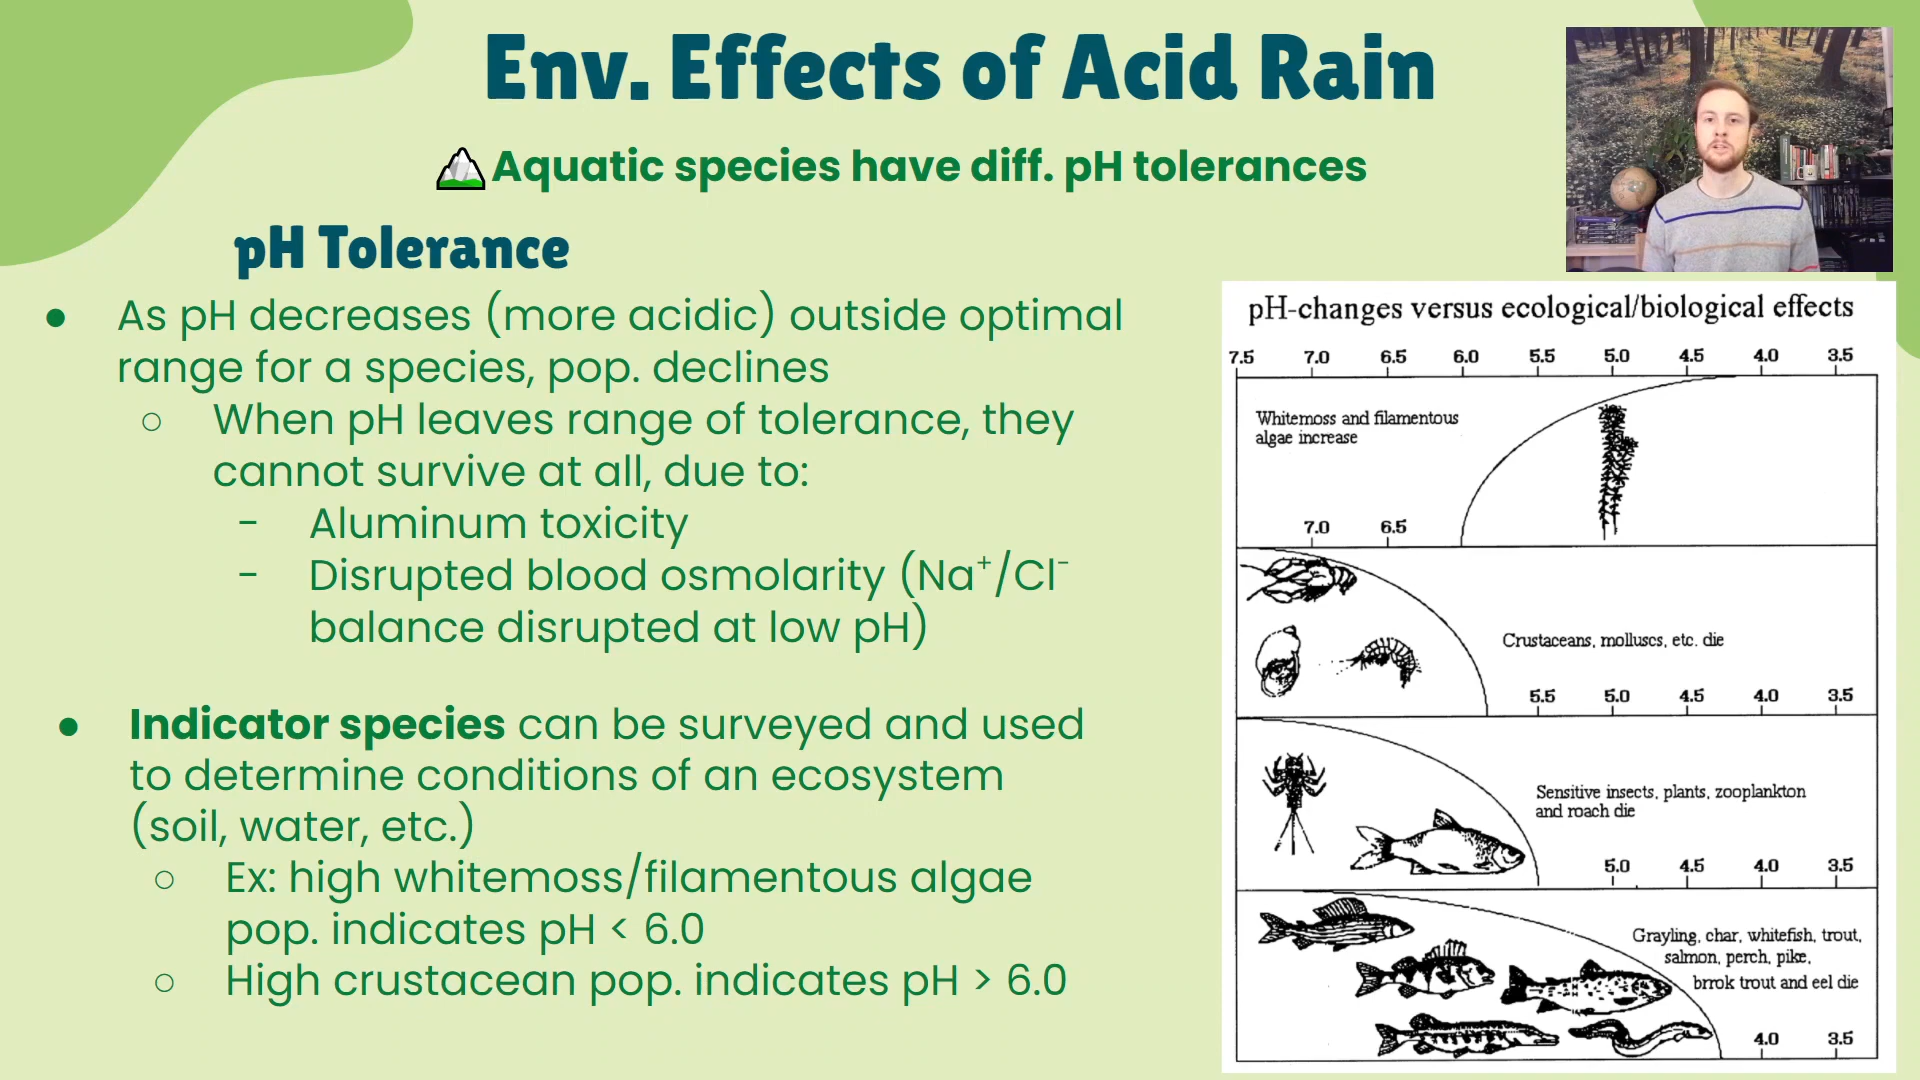 Env. Effects of Acid Rain
Aquatic species have diff. pH tolerances
pH Tolerance
● As pH decreases (more acidic) outside optimal
range for a species, pop. declines
○ When pH leaves range of tolerance, they
cannot survive at all, due to:
- Aluminum toxicity
- Disrupted blood osmolarity (Na⁺/Cl⁻
balance disrupted at low pH)
● Indicator species can be surveyed and used
to determine conditions of an ecosystem
(soil, water, etc.)
○ Ex: high whitemoss/filamentous algae
pop. indicates pH < 6.0
○ High crustacean pop. indicates pH > 6.0
pH-changes versus ecological/biological effects
7.5 7.0 6.5 6.0 5.5 5.0 4.5 4.0 3.5
Whitemoss and filamentous
algae increase
7.0 6.5
Crustaceans, molluscs, etc. die
5.5 5.0 4.5 4.0 3.5
Sensitive insects, plants, zooplankton
and roach die
5.0 4.5 4.0 3.5
Grayling, char, whitefish, trout,
salmon, perch, pike,
brrok trout and eel die
4.0 3.5